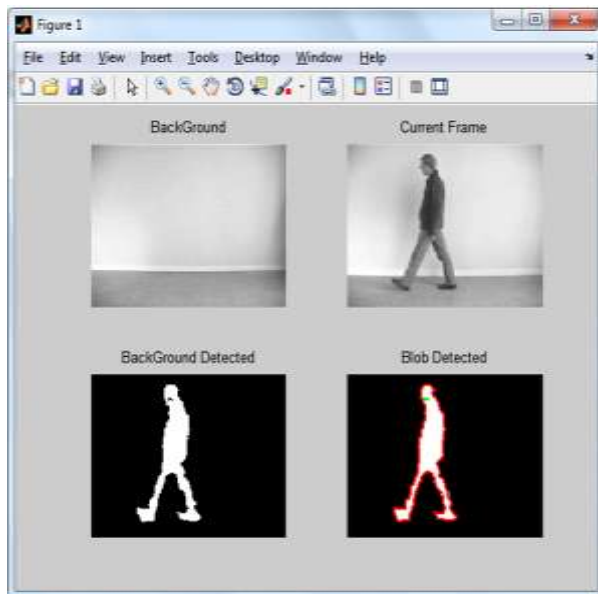 Figure 1
File Edit View Insert Tools Desktop Window Help
BackGround
Current Frame
BackGround Detected
Blob Detected